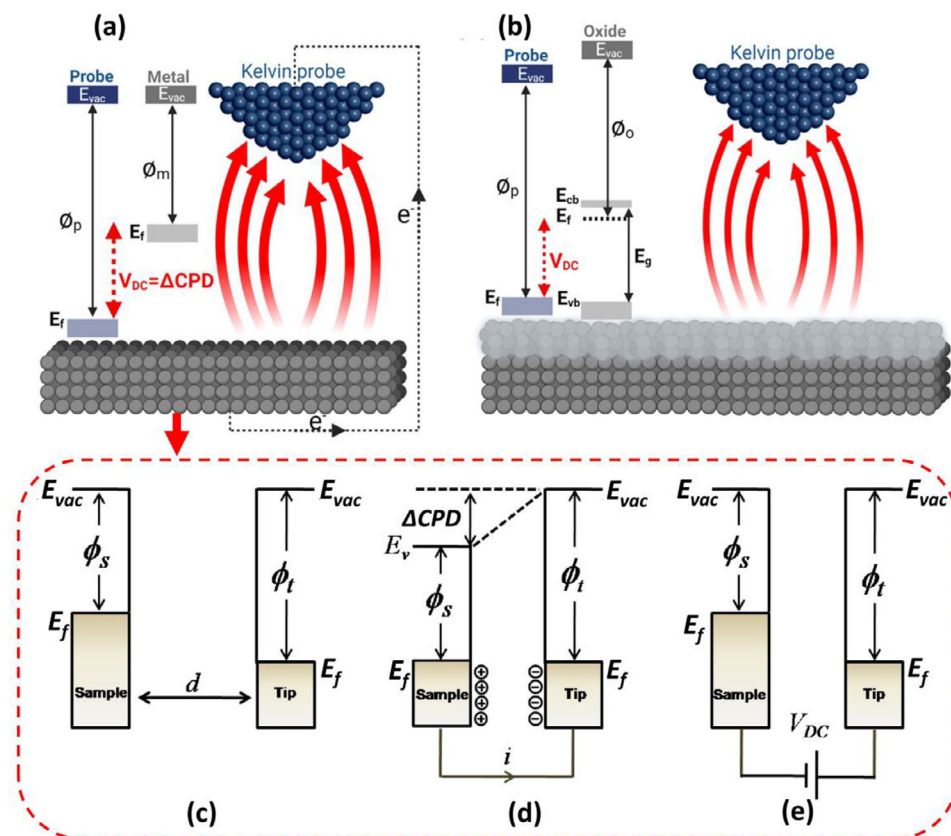 (a)
Probe
Metal
Kelvin probe
E_vac
E_vac
Ø_m
Ø_p
E_f
V_DC=ΔCPD
E_f
e⁻
e⁻
(b)
Oxide
E_vac
Probe
E_vac
Kelvin probe
Ø_o
Ø_p
E_cb
E_f
E_g
V_DC
E_f
E_vb
E_vac
E_vac
ϕ_s
ϕ_t
E_f
E_f
Sample
d
Tip
(c)
E_vac
ΔCPD
E_v
ϕ_s
ϕ_t
E_f
E_f
Sample
⊕
⊕
⊕
⊕
⊖
⊖
⊖
⊖
Tip
i
(d)
E_vac
E_vac
ϕ_s
ϕ_t
E_f
E_f
Sample
Tip
V_DC
(e)